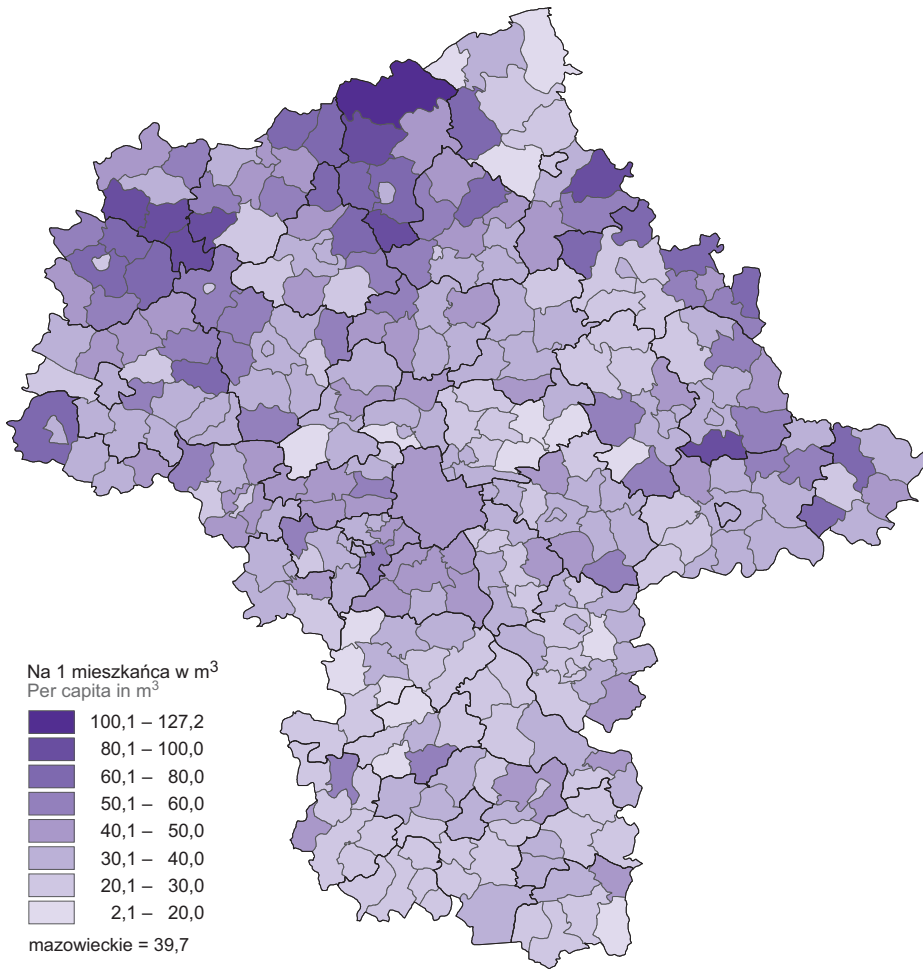 Na 1 mieszkańca w m³
Per capita in m³
100,1 – 127,2
80,1 – 100,0
60,1 – 80,0
50,1 – 60,0
40,1 – 50,0
30,1 – 40,0
20,1 – 30,0
2,1 – 20,0
mazowieckie = 39,7